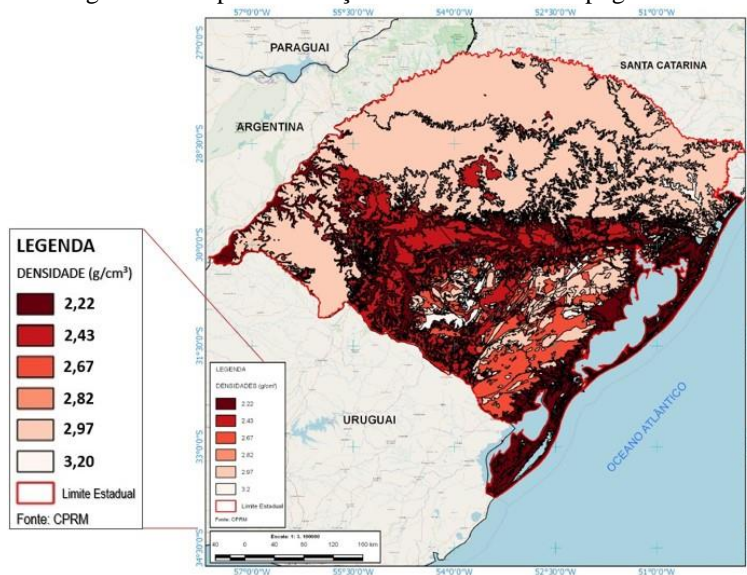 57°0'0"O 55°30'0"O 54°0'0"O 52°30'0"O 51°0'0"O
27°0'0"S
PARAGUAI
SANTA CATARINA
ARGENTINA
28°30'0"S
30°0'0"S
31°30'0"S
URUGUAI
33°0'0"S
OCEANO ATLÂNTICO
34°30'0"S
LEGENDA
DENSIDADE (g/cm³)
2,22
2,43
2,67
2,82
2,97
3,20
Limite Estadual
Fonte: CPRM
LEGENDA
DENSIDADES (g/cm³)
2.22
2.43
2.67
2.82
2.97
3.2
Limite Estadual
Fonte: CPRM
Escala: 1: 3. 100000
40 0 40 80 120 160 km
57°0'0"O 55°30'0"O 54°0'0"O 52°30'0"O 51°0'0"O